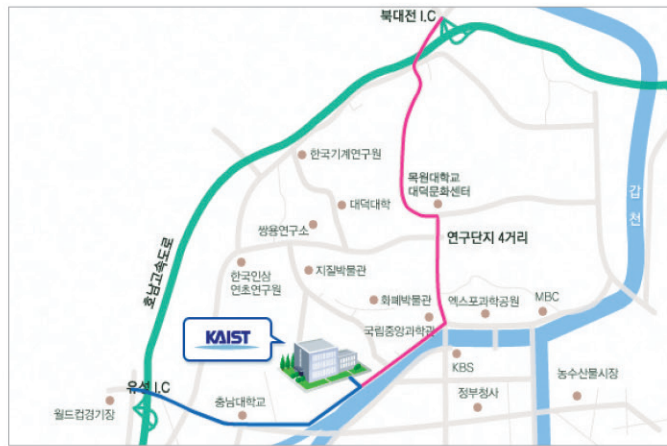 북대전 I.C
한국기계연구원
목원대학교
대덕문화센터
갑천
대덕대학
쌍용연구소
연구단지 4거리
호남고속도로
한국인삼
연초연구원
지질박물관
화폐박물관
엑스포과학공원
MBC
국립중앙과학관
KAIST
KBS
유성 I.C
월드컵경기장
충남대학교
정부청사
농수산물시장